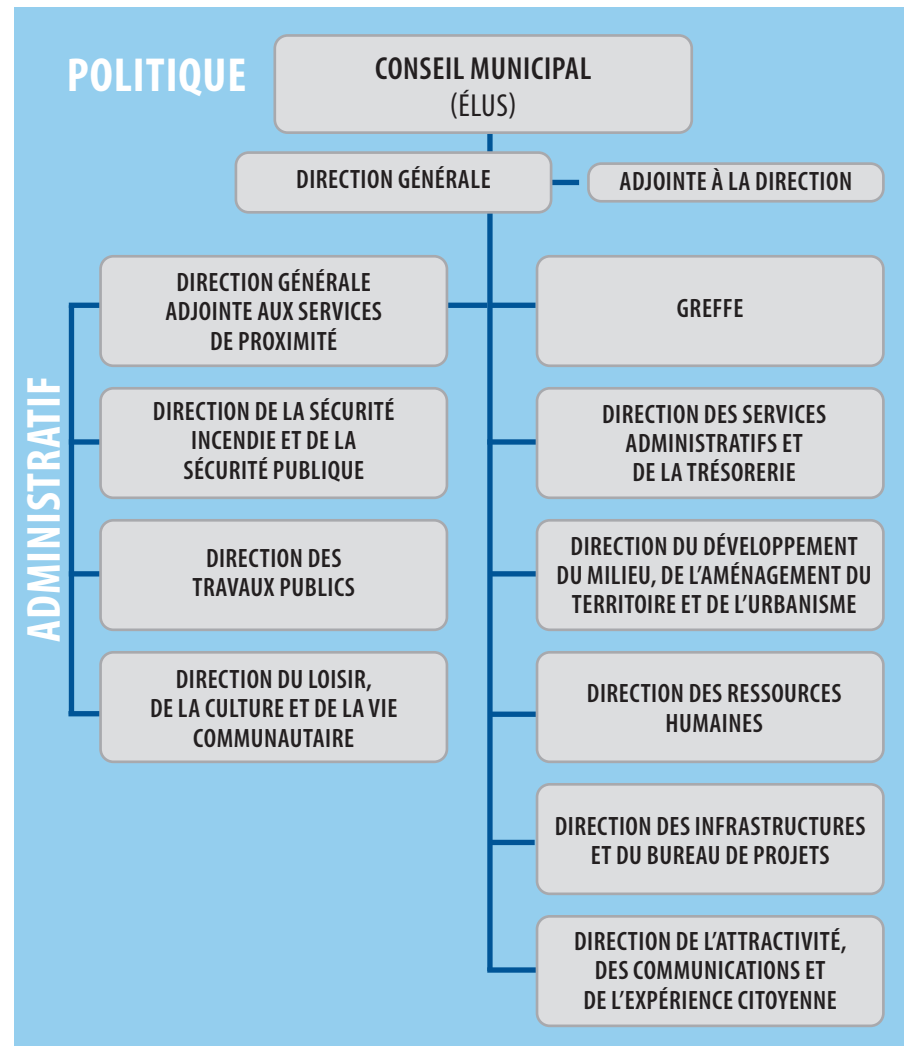 POLITIQUE
CONSEIL MUNICIPAL
(ÉLUS)
DIRECTION GÉNÉRALE
ADJOINTE À LA DIRECTION
ADMINISTRATIF
DIRECTION GÉNÉRALE
ADJOINTE AUX SERVICES
DE PROXIMITÉ
DIRECTION DE LA SÉCURITÉ
INCENDIE ET DE LA
SÉCURITÉ PUBLIQUE
DIRECTION DES
TRAVAUX PUBLICS
DIRECTION DU LOISIR,
DE LA CULTURE ET DE LA VIE
COMMUNAUTAIRE
GREFFE
DIRECTION DES SERVICES
ADMINISTRATIFS ET
DE LA TRÉSORERIE
DIRECTION DU DÉVELOPPEMENT
DU MILIEU, DE L’AMÉNAGEMENT DU
TERRITOIRE ET DE L’URBANISME
DIRECTION DES RESSOURCES
HUMAINES
DIRECTION DES INFRASTRUCTURES
ET DU BUREAU DE PROJETS
DIRECTION DE L’ATTRACTIVITÉ,
DES COMMUNICATIONS ET
DE L’EXPÉRIENCE CITOYENNE